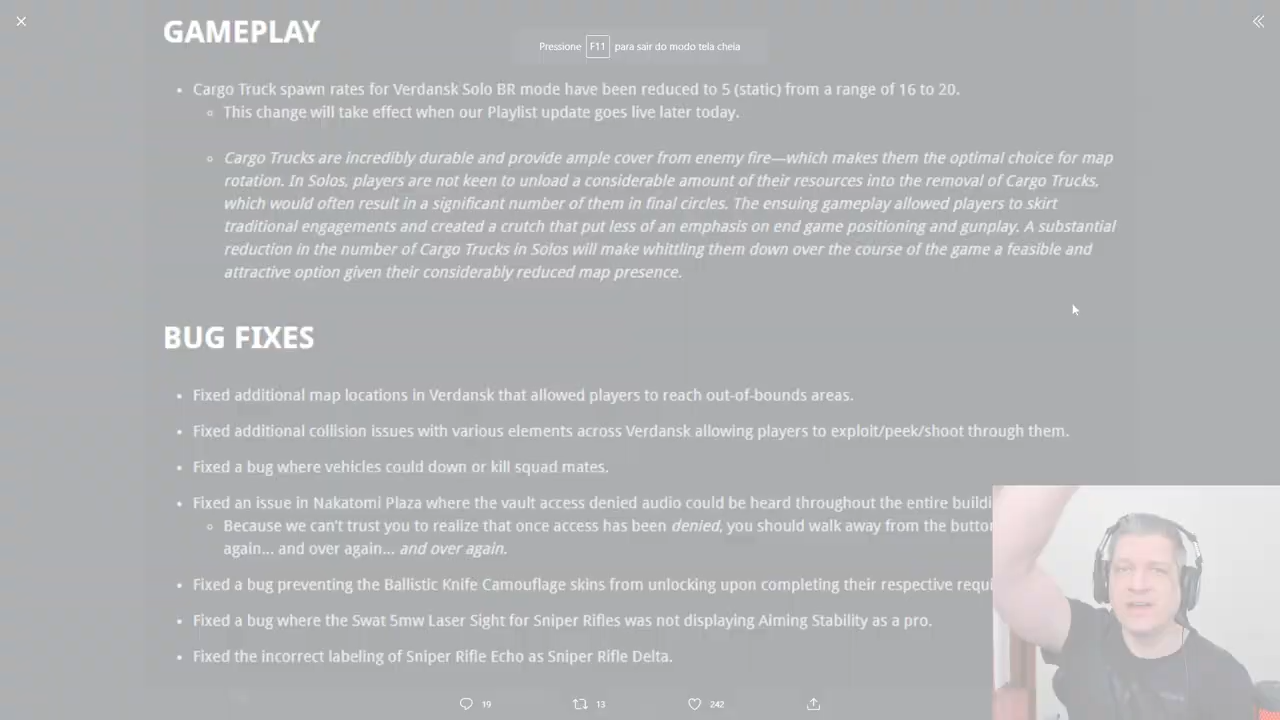 GAMEPLAY
Pressione F11 para sair do modo tela cheia
• Cargo Truck spawn rates for Verdansk Solo BR mode have been reduced to 5 (static) from a range of 16 to 20.
This change will take effect when our Playlist update goes live later today.
Cargo Trucks are incredibly durable and provide ample cover from enemy fire—which makes them the optimal choice for map
rotation. In Solos, players are not keen to unload a considerable amount of their resources into the removal of Cargo Trucks,
which would often result in a significant number of them in final circles. The ensuing gameplay allowed players to skirt
traditional engagements and created a crutch that put less of an emphasis on end game positioning and gunplay. A substantial
reduction in the number of Cargo Trucks in Solos will make whittling them down over the course of the game a feasible and
attractive option given their considerably reduced map presence.
BUG FIXES
• Fixed additional map locations in Verdansk that allowed players to reach out-of-bounds areas.
• Fixed additional collision issues with various elements across Verdansk allowing players to exploit/peek/shoot through them.
• Fixed a bug where vehicles could down or kill squad mates.
• Fixed an issue in Nakatomi Plaza where the vault access denied audio could be heard throughout the entire buildi
Because we can't trust you to realize that once access has been denied, you should walk away from the button
again... and over again... and over again.
• Fixed a bug preventing the Ballistic Knife Camouflage skins from unlocking upon completing their respective requi
• Fixed a bug where the Swat 5mw Laser Sight for Sniper Rifles was not displaying Aiming Stability as a pro.
• Fixed the incorrect labeling of Sniper Rifle Echo as Sniper Rifle Delta.
19 13 242